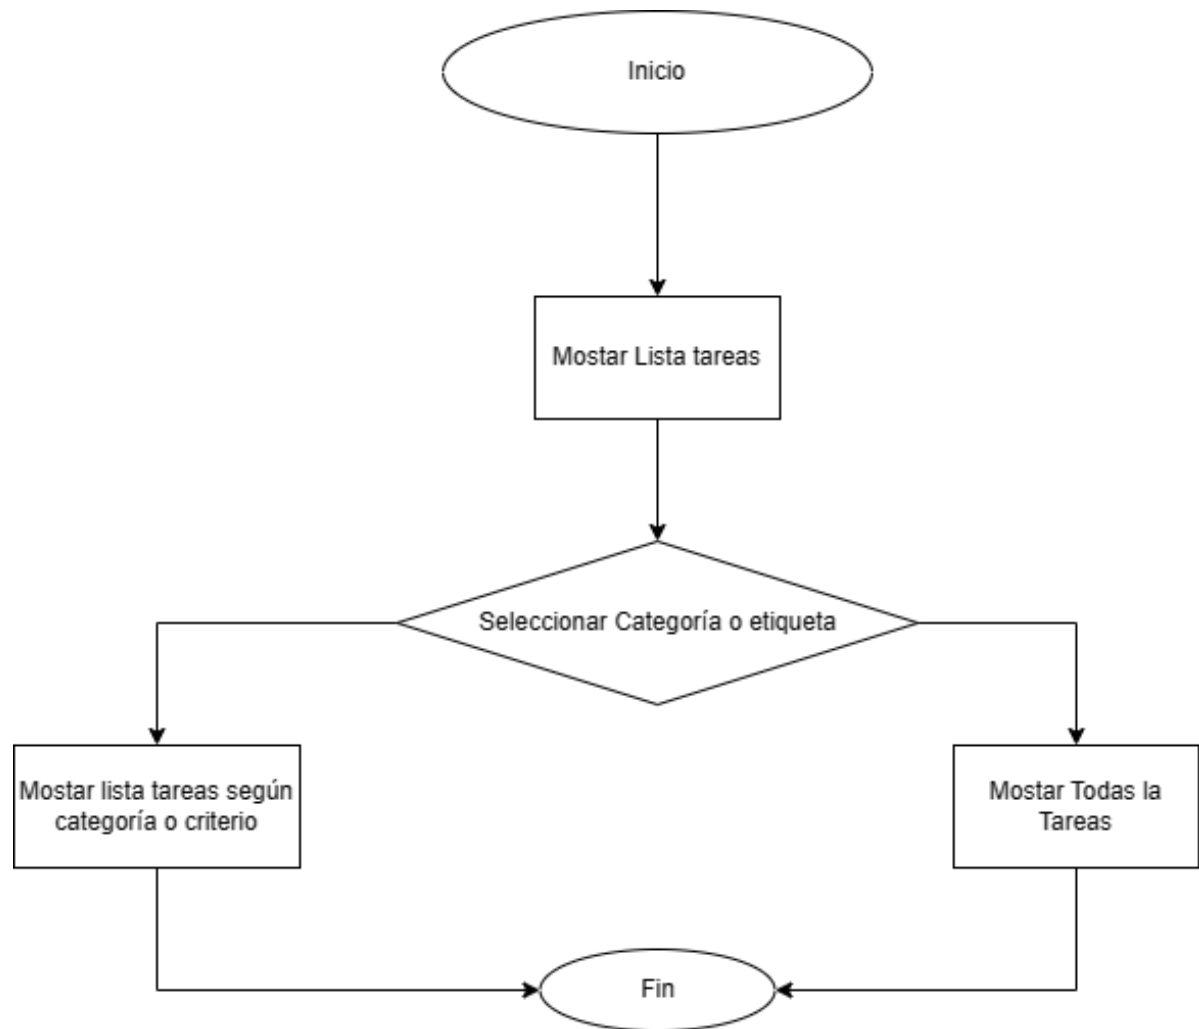 Inicio
Mostar Lista tareas
Seleccionar Categoría o etiqueta
Mostar lista tareas según
categoría o criterio
Mostar Todas la
Tareas
Fin